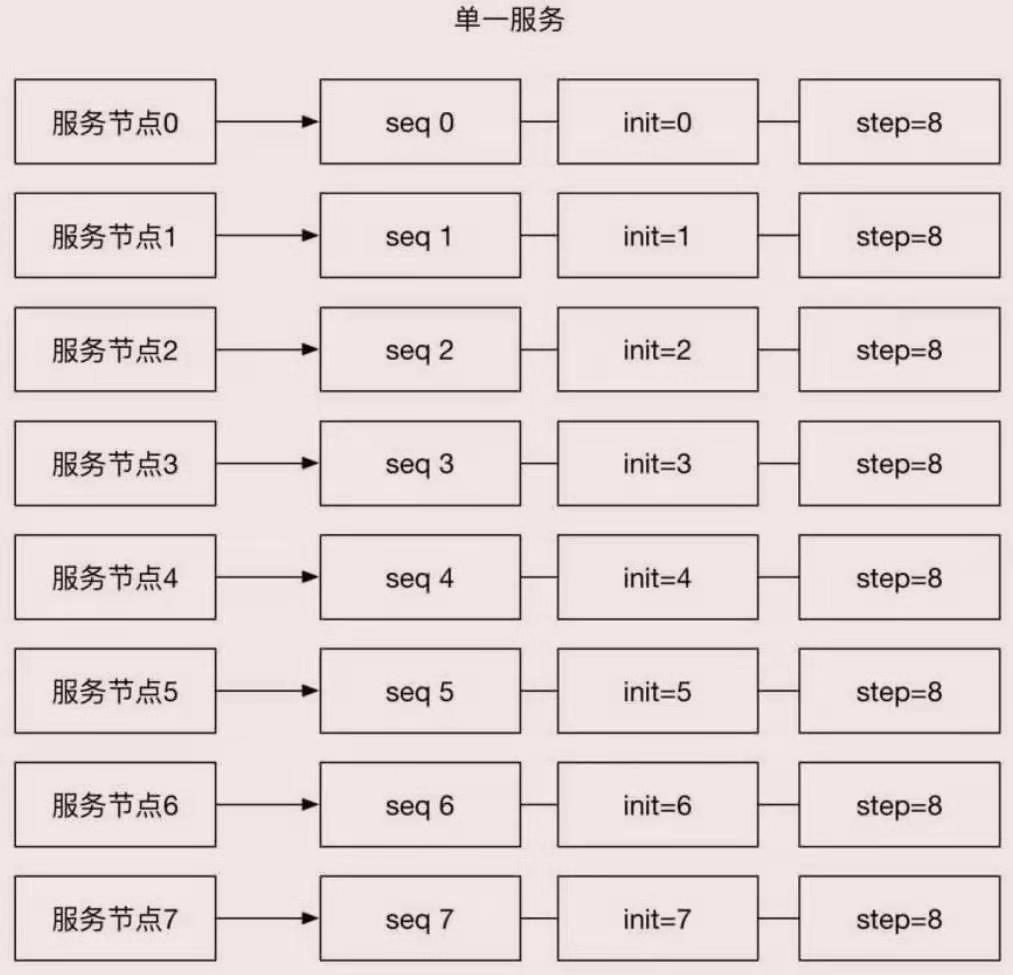 单一服务
服务节点0 seq 0 init=0 step=8
服务节点1 seq 1 init=1 step=8
服务节点2 seq 2 init=2 step=8
服务节点3 seq 3 init=3 step=8
服务节点4 seq 4 init=4 step=8
服务节点5 seq 5 init=5 step=8
服务节点6 seq 6 init=6 step=8
服务节点7 seq 7 init=7 step=8